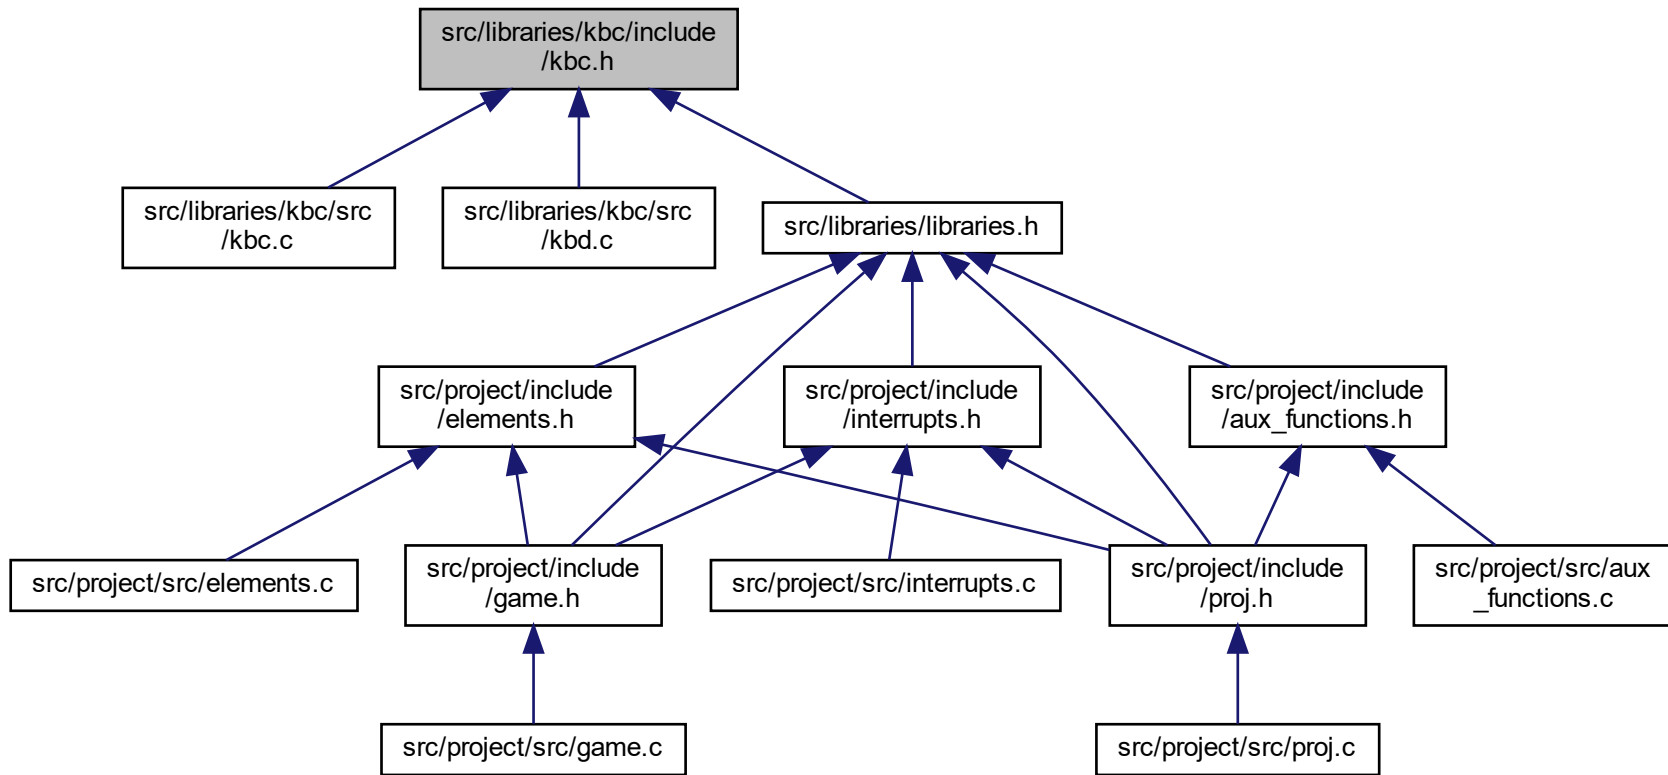 src/libraries/kbc/include
/kbc.h
src/libraries/kbc/src
/kbc.c
src/libraries/kbc/src
/kbd.c
src/libraries/libraries.h
src/project/include
/elements.h
src/project/include
/interrupts.h
src/project/include
/aux_functions.h
src/project/src/elements.c
src/project/include
/game.h
src/project/src/interrupts.c
src/project/include
/proj.h
src/project/src/aux
_functions.c
src/project/src/game.c
src/project/src/proj.c